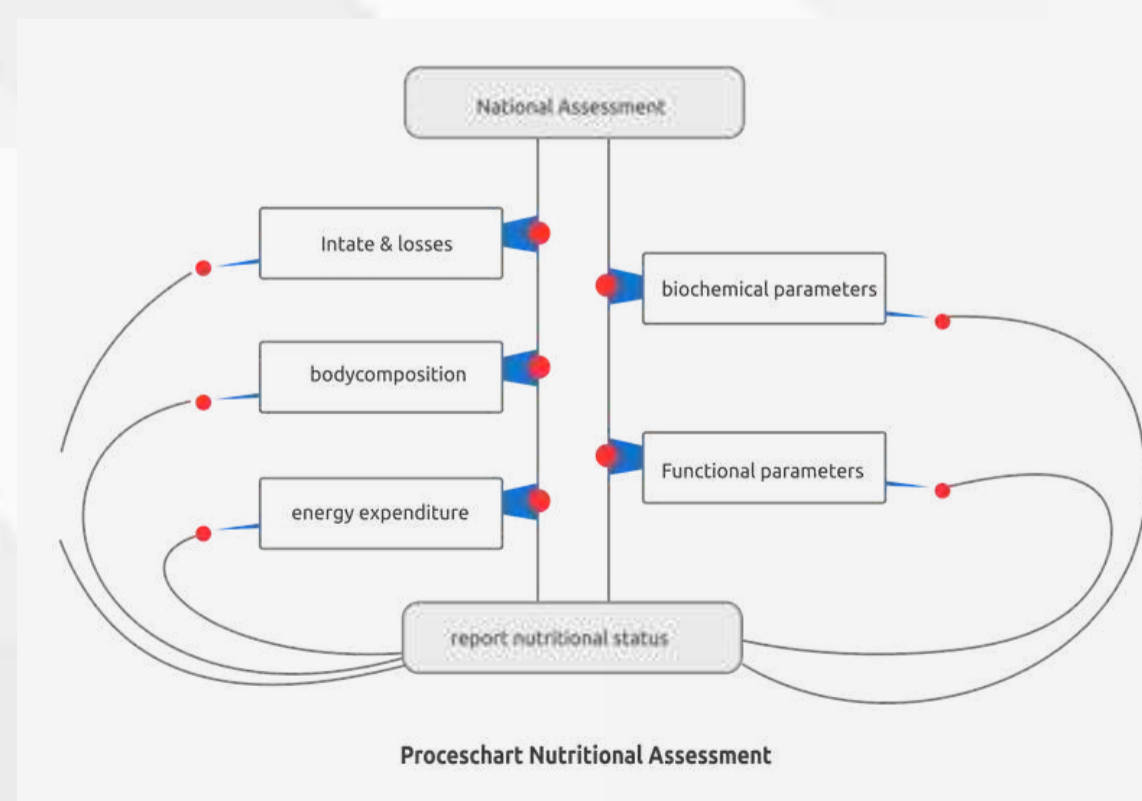 National Assessment
Intate & losses
biochemical parameters
bodycomposition
Functional parameters
energy expenditure
report nutritional status
Proceschart Nutritional Assessment